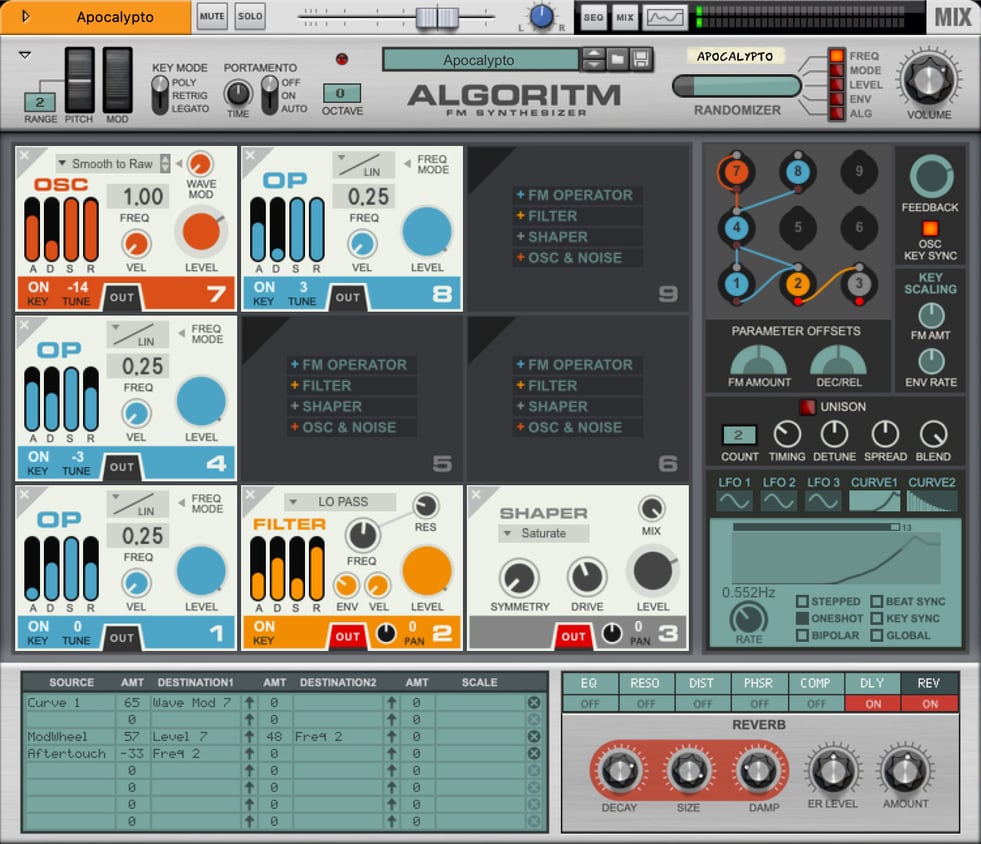 Apocalypto
MUTE SOLO
L R
SEQ MIX
MIX
2
RANGE PITCH MOD
KEY MODE
POLY
RETRIG
LEGATO
PORTAMENTO
TIME
OFF
ON
AUTO
0
OCTAVE
Apocalypto
ALGORITM
FM SYNTHESIZER
APOCALYPTO
RANDOMIZER
FREQ
MODE
LEVEL
ENV
ALG
VOLUME
Smooth to Raw
WAVE
MOD
OSC
1.00
FREQ
VEL
LEVEL
A D S R
ON -14
KEY TUNE OUT 7
LIN
FREQ
MODE
OP
0.25
FREQ
VEL
LEVEL
A D S R
ON 3
KEY TUNE OUT 8
+ FM OPERATOR
+ FILTER
+ SHAPER
+ OSC & NOISE
9
LIN
FREQ
MODE
OP
0.25
FREQ
VEL
LEVEL
A D S R
ON -3
KEY TUNE OUT 4
+ FM OPERATOR
+ FILTER
+ SHAPER
+ OSC & NOISE
5
+ FM OPERATOR
+ FILTER
+ SHAPER
+ OSC & NOISE
6
LIN
FREQ
MODE
OP
0.25
FREQ
VEL
LEVEL
A D S R
ON 0
KEY TUNE OUT 1
LO PASS
RES
FILTER
FREQ
ENV VEL LEVEL
A D S R
ON
KEY OUT 0 PAN 2
SHAPER
Saturate
MIX
SYMMETRY DRIVE LEVEL
OUT 0 PAN 3
7 8 9
4 5 6
1 2 3
FEEDBACK
OSC
KEY SYNC
KEY
SCALING
FM AMT
ENV RATE
PARAMETER OFFSETS
FM AMOUNT DEC/REL
UNISON
2
COUNT TIMING DETUNE SPREAD BLEND
LFO 1 LFO 2 LFO 3 CURVE1 CURVE2
13
0.552Hz
RATE
STEPPED BEAT SYNC
ONESHOT KEY SYNC
BIPOLAR GLOBAL
SOURCE AMT DESTINATION1 AMT DESTINATION2 AMT SCALE
Curve 1 65 Wave Mod 7 0 0
0 0 0
ModWheel 57 Level 7 48 Freq 2 0
Aftertouch -33 Freq 2 0 0
0 0 0
0 0 0
0 0 0
0 0 0
EQ RESO DIST PHSR COMP DLY REV
OFF OFF OFF OFF OFF ON ON
REVERB
DECAY SIZE DAMP ER LEVEL AMOUNT